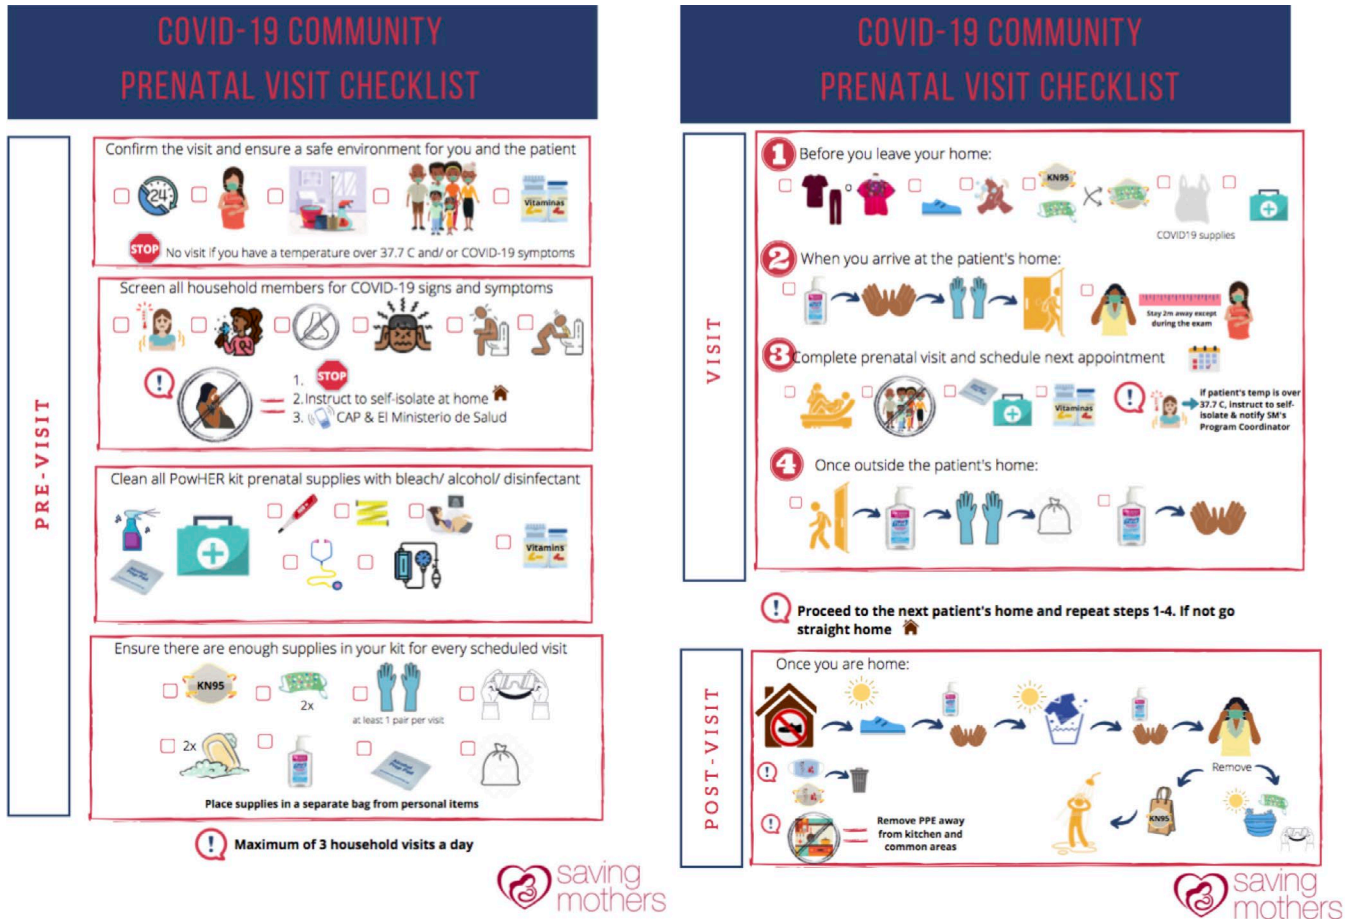 COVID-19 COMMUNITY
PRENATAL VISIT CHECKLIST
PRE-VISIT
Confirm the visit and ensure a safe environment for you and the patient
24
Vitaminas
STOP No visit if you have a temperature over 37.7 C and/ or COVID-19 symptoms
Screen all household members for COVID-19 signs and symptoms
!
1. STOP
2. Instruct to self-isolate at home
3. CAP & El Ministerio de Salud
Clean all PowHER kit prenatal supplies with bleach/ alcohol/ disinfectant
Alcohol Prep Pad
Vitamins
Ensure there are enough supplies in your kit for every scheduled visit
KN95
2x
at least 1 pair per visit
2x
Alcohol Prep Pad
Place supplies in a separate bag from personal items
! Maximum of 3 household visits a day
saving
mothers
COVID-19 COMMUNITY
PRENATAL VISIT CHECKLIST
VISIT
1 Before you leave your home:
o
KN95
COVID19 supplies
2 When you arrive at the patient's home:
Stay 2m away except
during the exam
3 Complete prenatal visit and schedule next appointment
Vitaminas
!
If patient's temp is over
37.7 C, instruct to self-
isolate & notify SM's
Program Coordinator
4 Once outside the patient's home:
! Proceed to the next patient's home and repeat steps 1-4. If not go
straight home
POST-VISIT
Once you are home:
Remove
KN95
!
!
Remove PPE away
from kitchen and
common areas
saving
mothers